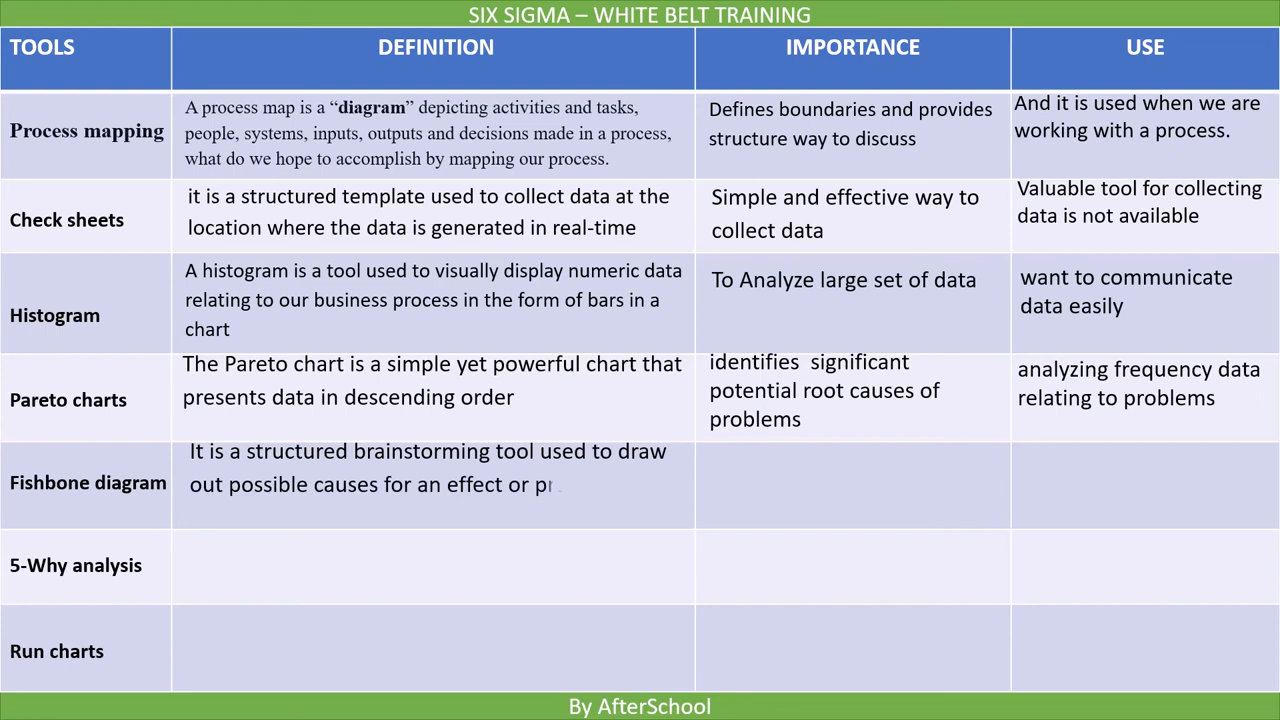 SIX SIGMA – WHITE BELT TRAINING
TOOLS
DEFINITION
IMPORTANCE
USE
Process mapping
A process map is a “diagram” depicting activities and tasks,
people, systems, inputs, outputs and decisions made in a process,
what do we hope to accomplish by mapping our process.
Defines boundaries and provides
structure way to discuss
And it is used when we are
working with a process.
Check sheets
it is a structured template used to collect data at the
location where the data is generated in real-time
Simple and effective way to
collect data
Valuable tool for collecting
data is not available
Histogram
A histogram is a tool used to visually display numeric data
relating to our business process in the form of bars in a
chart
To Analyze large set of data
want to communicate
data easily
Pareto charts
The Pareto chart is a simple yet powerful chart that
presents data in descending order
identifies significant
potential root causes of
problems
analyzing frequency data
relating to problems
Fishbone diagram
It is a structured brainstorming tool used to draw
out possible causes for an effect or
5-Why analysis
Run charts
By AfterSchool